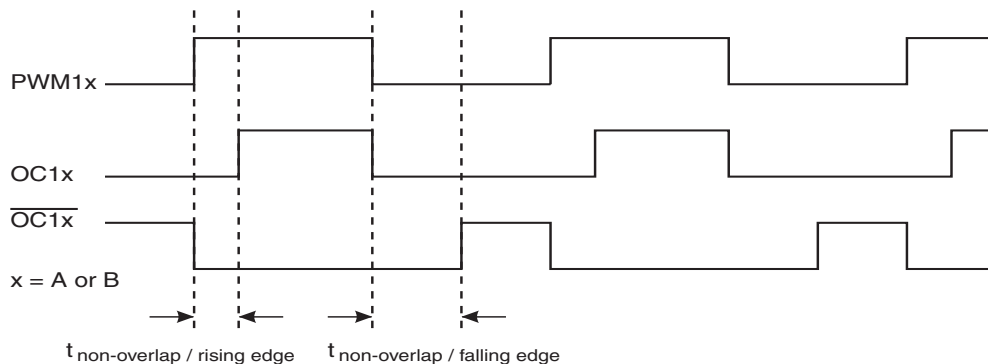 PWM1x
OC1x
OC1x
x = A or B
t non-overlap / rising edge
t non-overlap / falling edge